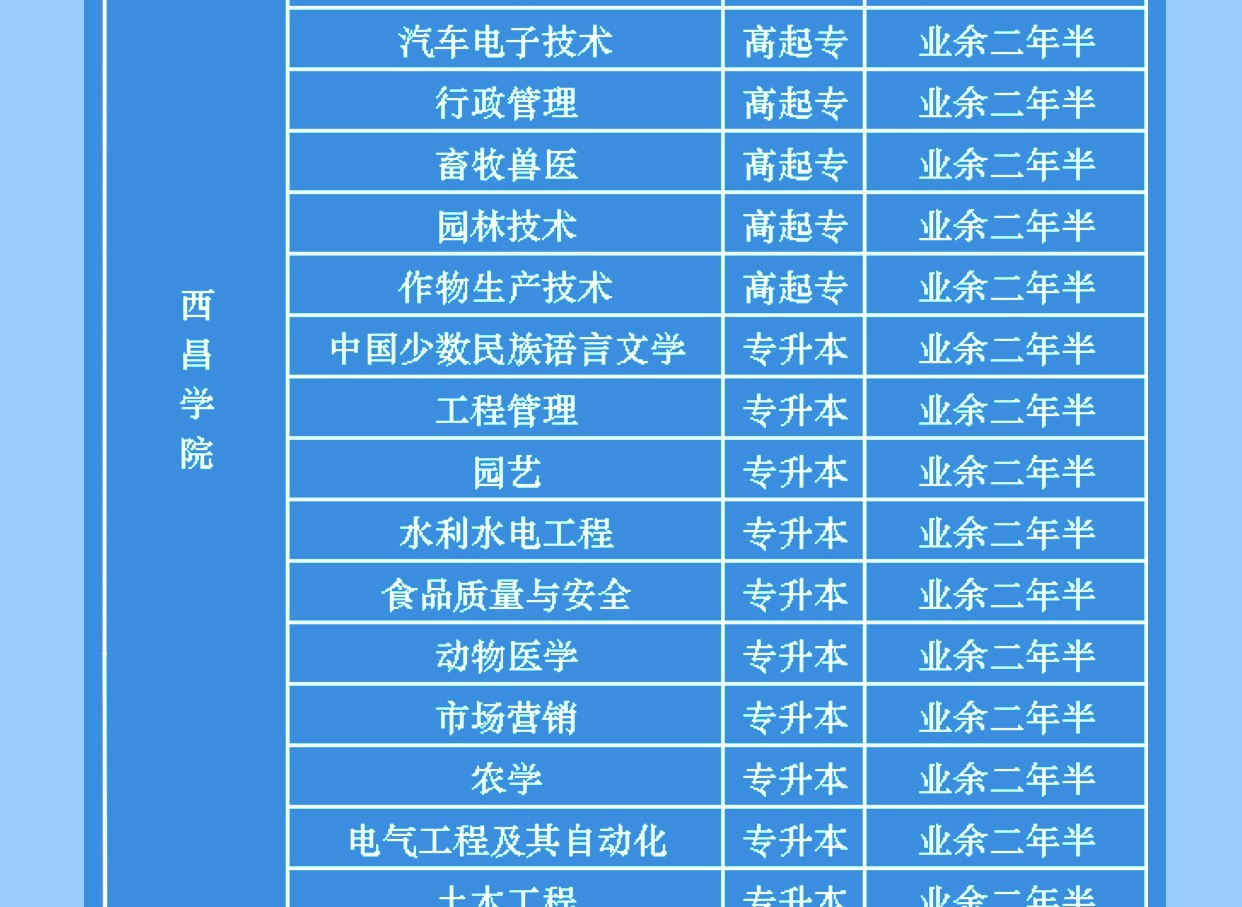 西昌学院
汽车电子技术 高起专 业余二年半
行政管理 高起专 业余二年半
畜牧兽医 高起专 业余二年半
园林技术 高起专 业余二年半
作物生产技术 高起专 业余二年半
中国少数民族语言文学 专升本 业余二年半
工程管理 专升本 业余二年半
园艺 专升本 业余二年半
水利水电工程 专升本 业余二年半
食品质量与安全 专升本 业余二年半
动物医学 专升本 业余二年半
市场营销 专升本 业余二年半
农学 专升本 业余二年半
电气工程及其自动化 专升本 业余二年半
土木工程 专升本 业余二年半